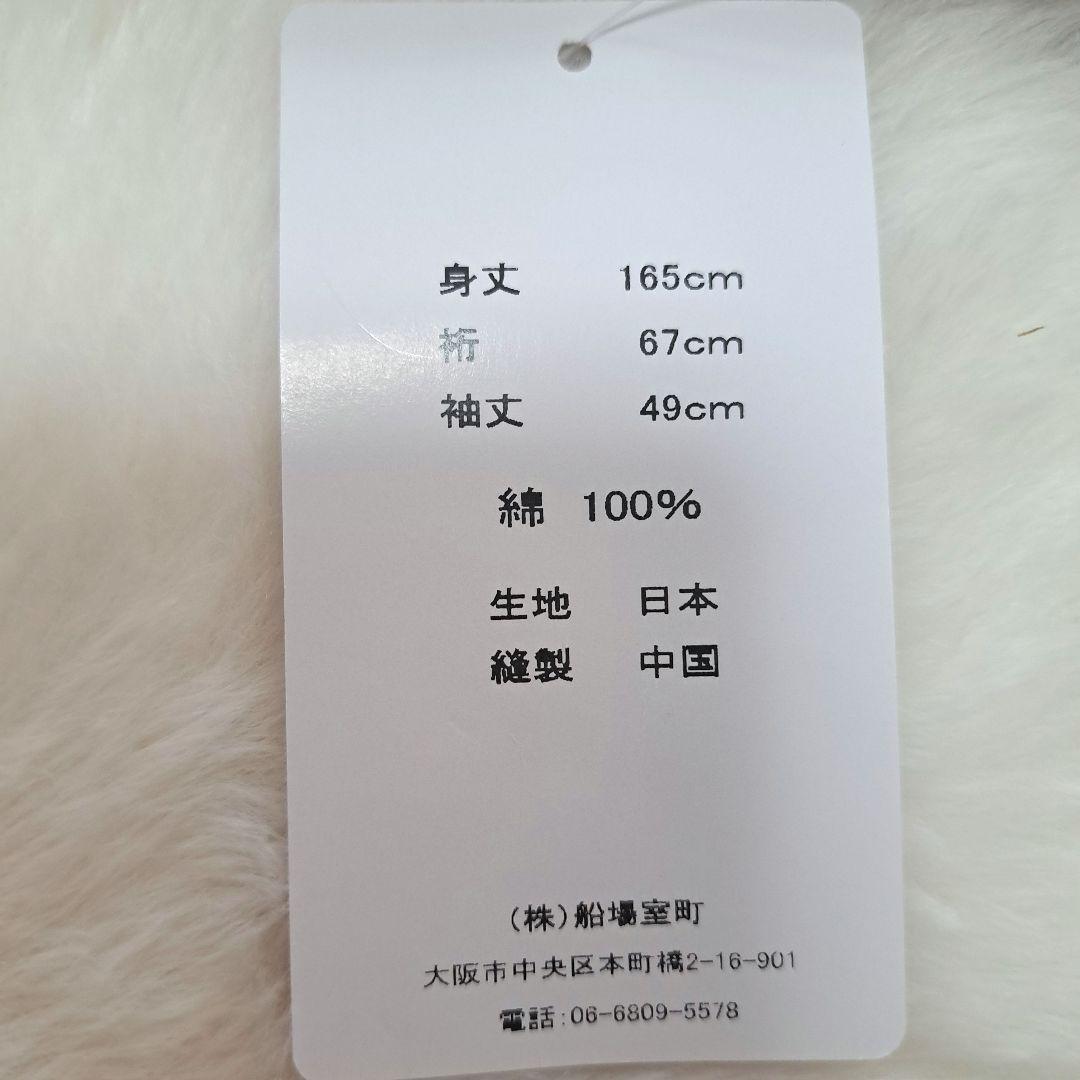 身丈 165cm
裄 67cm
袖丈 49cm
綿 100%
生地 日本
縫製 中国
(株)船場室町
大阪市中央区本町橋2-16-901
電話:06-6809-5578